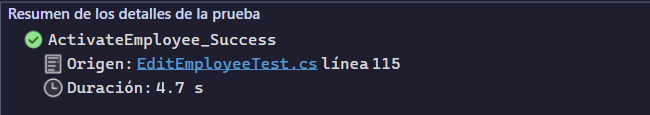 Resumen de los detalles de la prueba
ActivateEmployee_Success
Origen: EditEmployeeTest.cs línea 115
Duración: 4.7 s